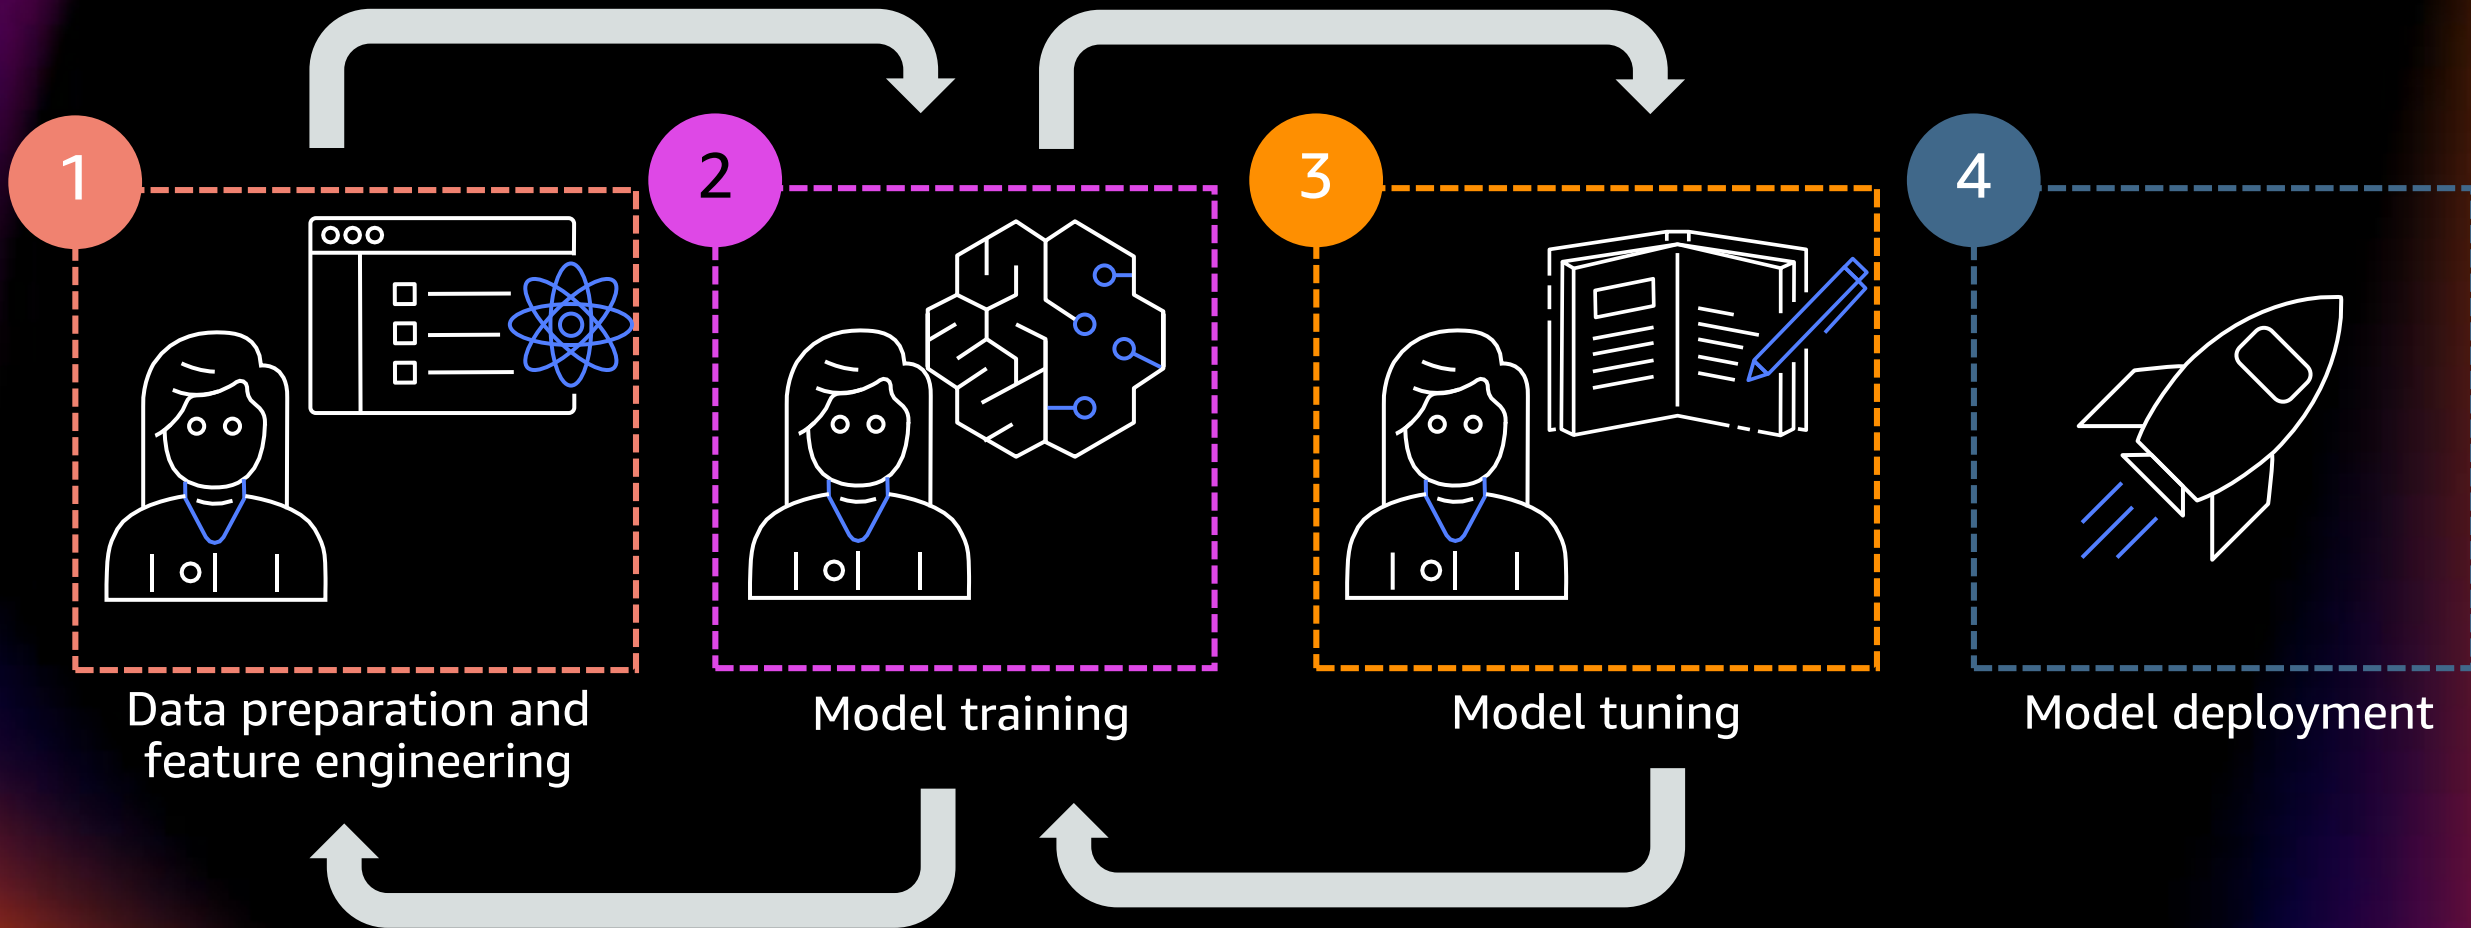 1
2
3
4
Data preparation and
feature engineering
Model training
Model tuning
Model deployment